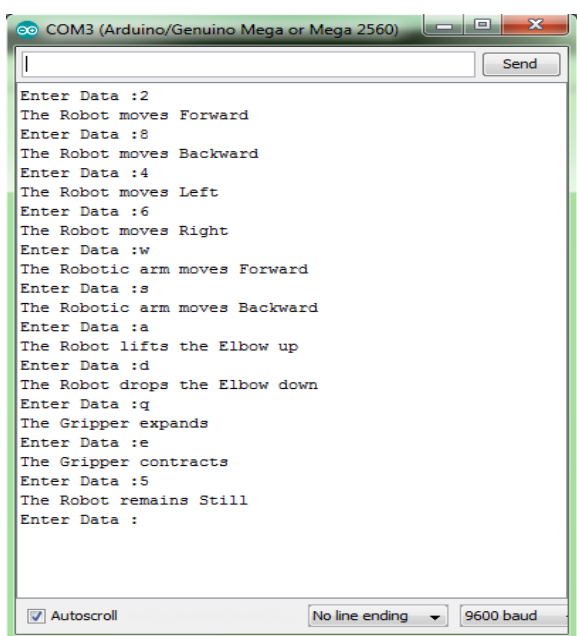 COM3 (Arduino/Genuino Mega or Mega 2560)
Send
Enter Data :2
The Robot moves Forward
Enter Data :8
The Robot moves Backward
Enter Data :4
The Robot moves Left
Enter Data :6
The Robot moves Right
Enter Data :w
The Robotic arm moves Forward
Enter Data :s
The Robotic arm moves Backward
Enter Data :a
The Robot lifts the Elbow up
Enter Data :d
The Robot drops the Elbow down
Enter Data :q
The Gripper expands
Enter Data :e
The Gripper contracts
Enter Data :5
The Robot remains Still
Enter Data :
Autoscroll No line ending 9600 baud